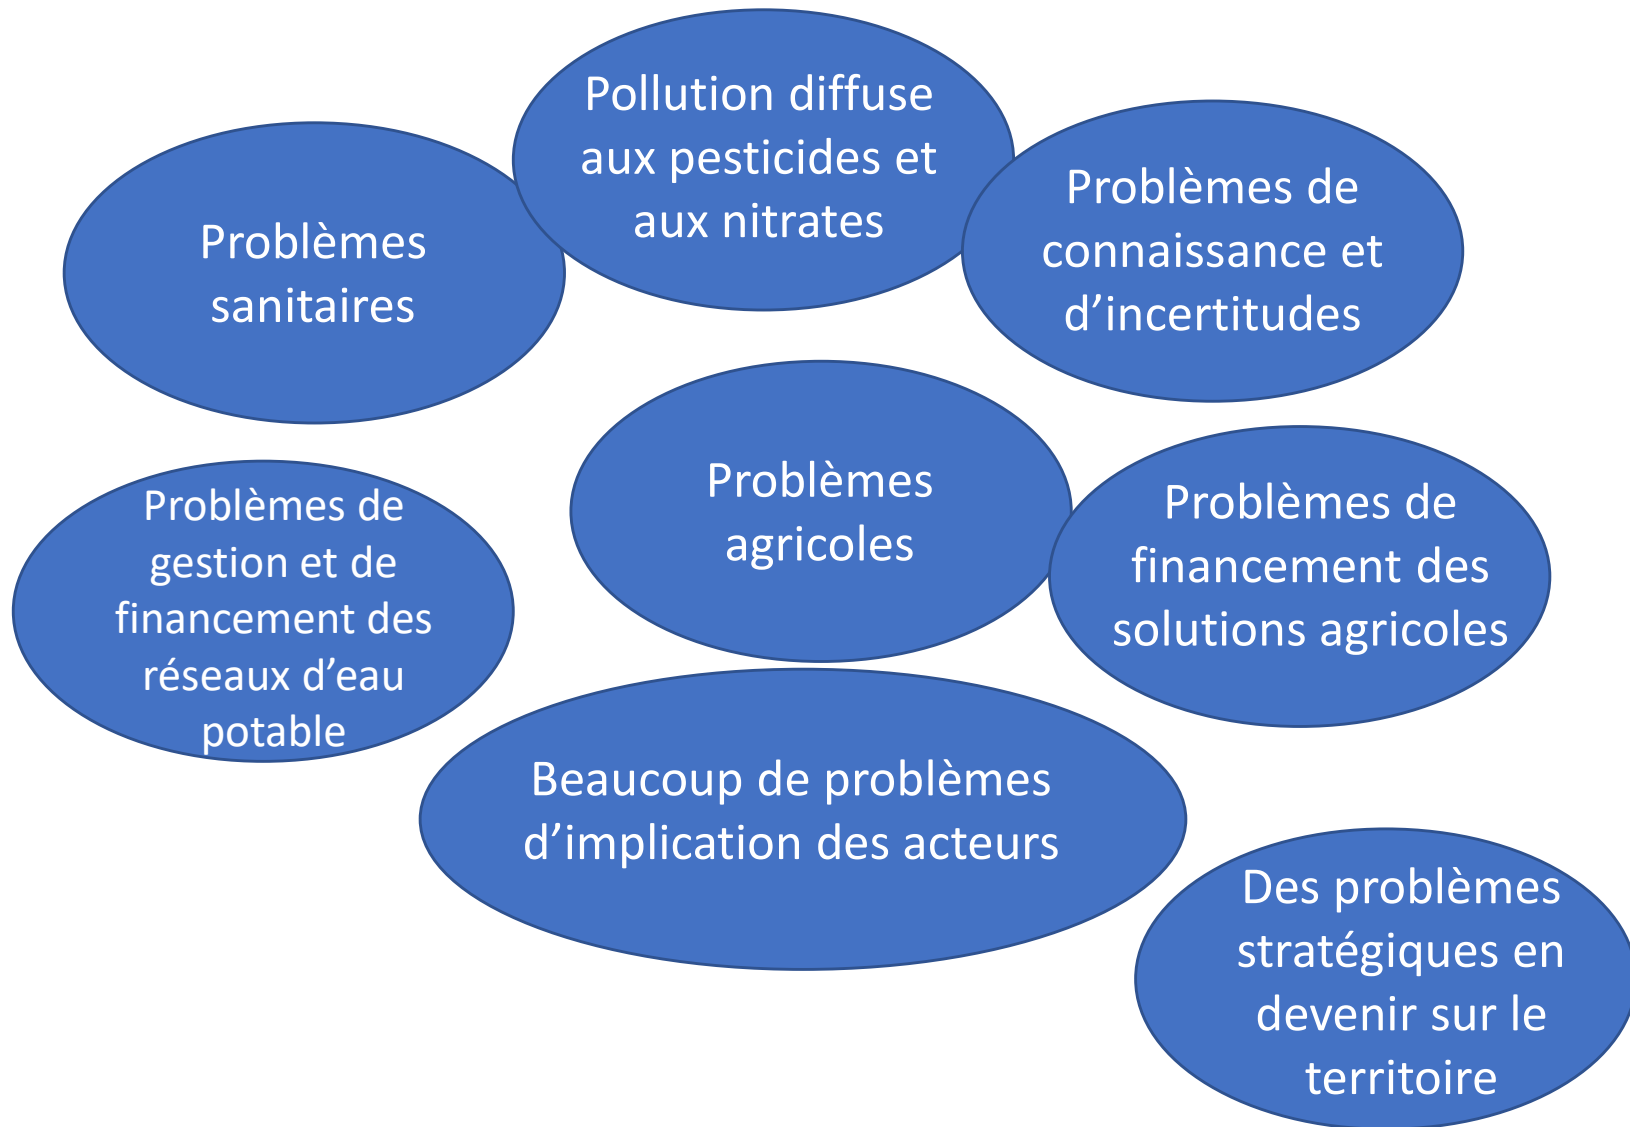 Pollution diffuse
aux pesticides et
aux nitrates
Problèmes
sanitaires
Problèmes de
connaissance et
d’incertitudes
Problèmes
agricoles
Problèmes de
gestion et de
financement des
réseaux d’eau
potable
Problèmes de
financement des
solutions agricoles
Beaucoup de problèmes
d’implication des acteurs
Des problèmes
stratégiques en
devenir sur le
territoire